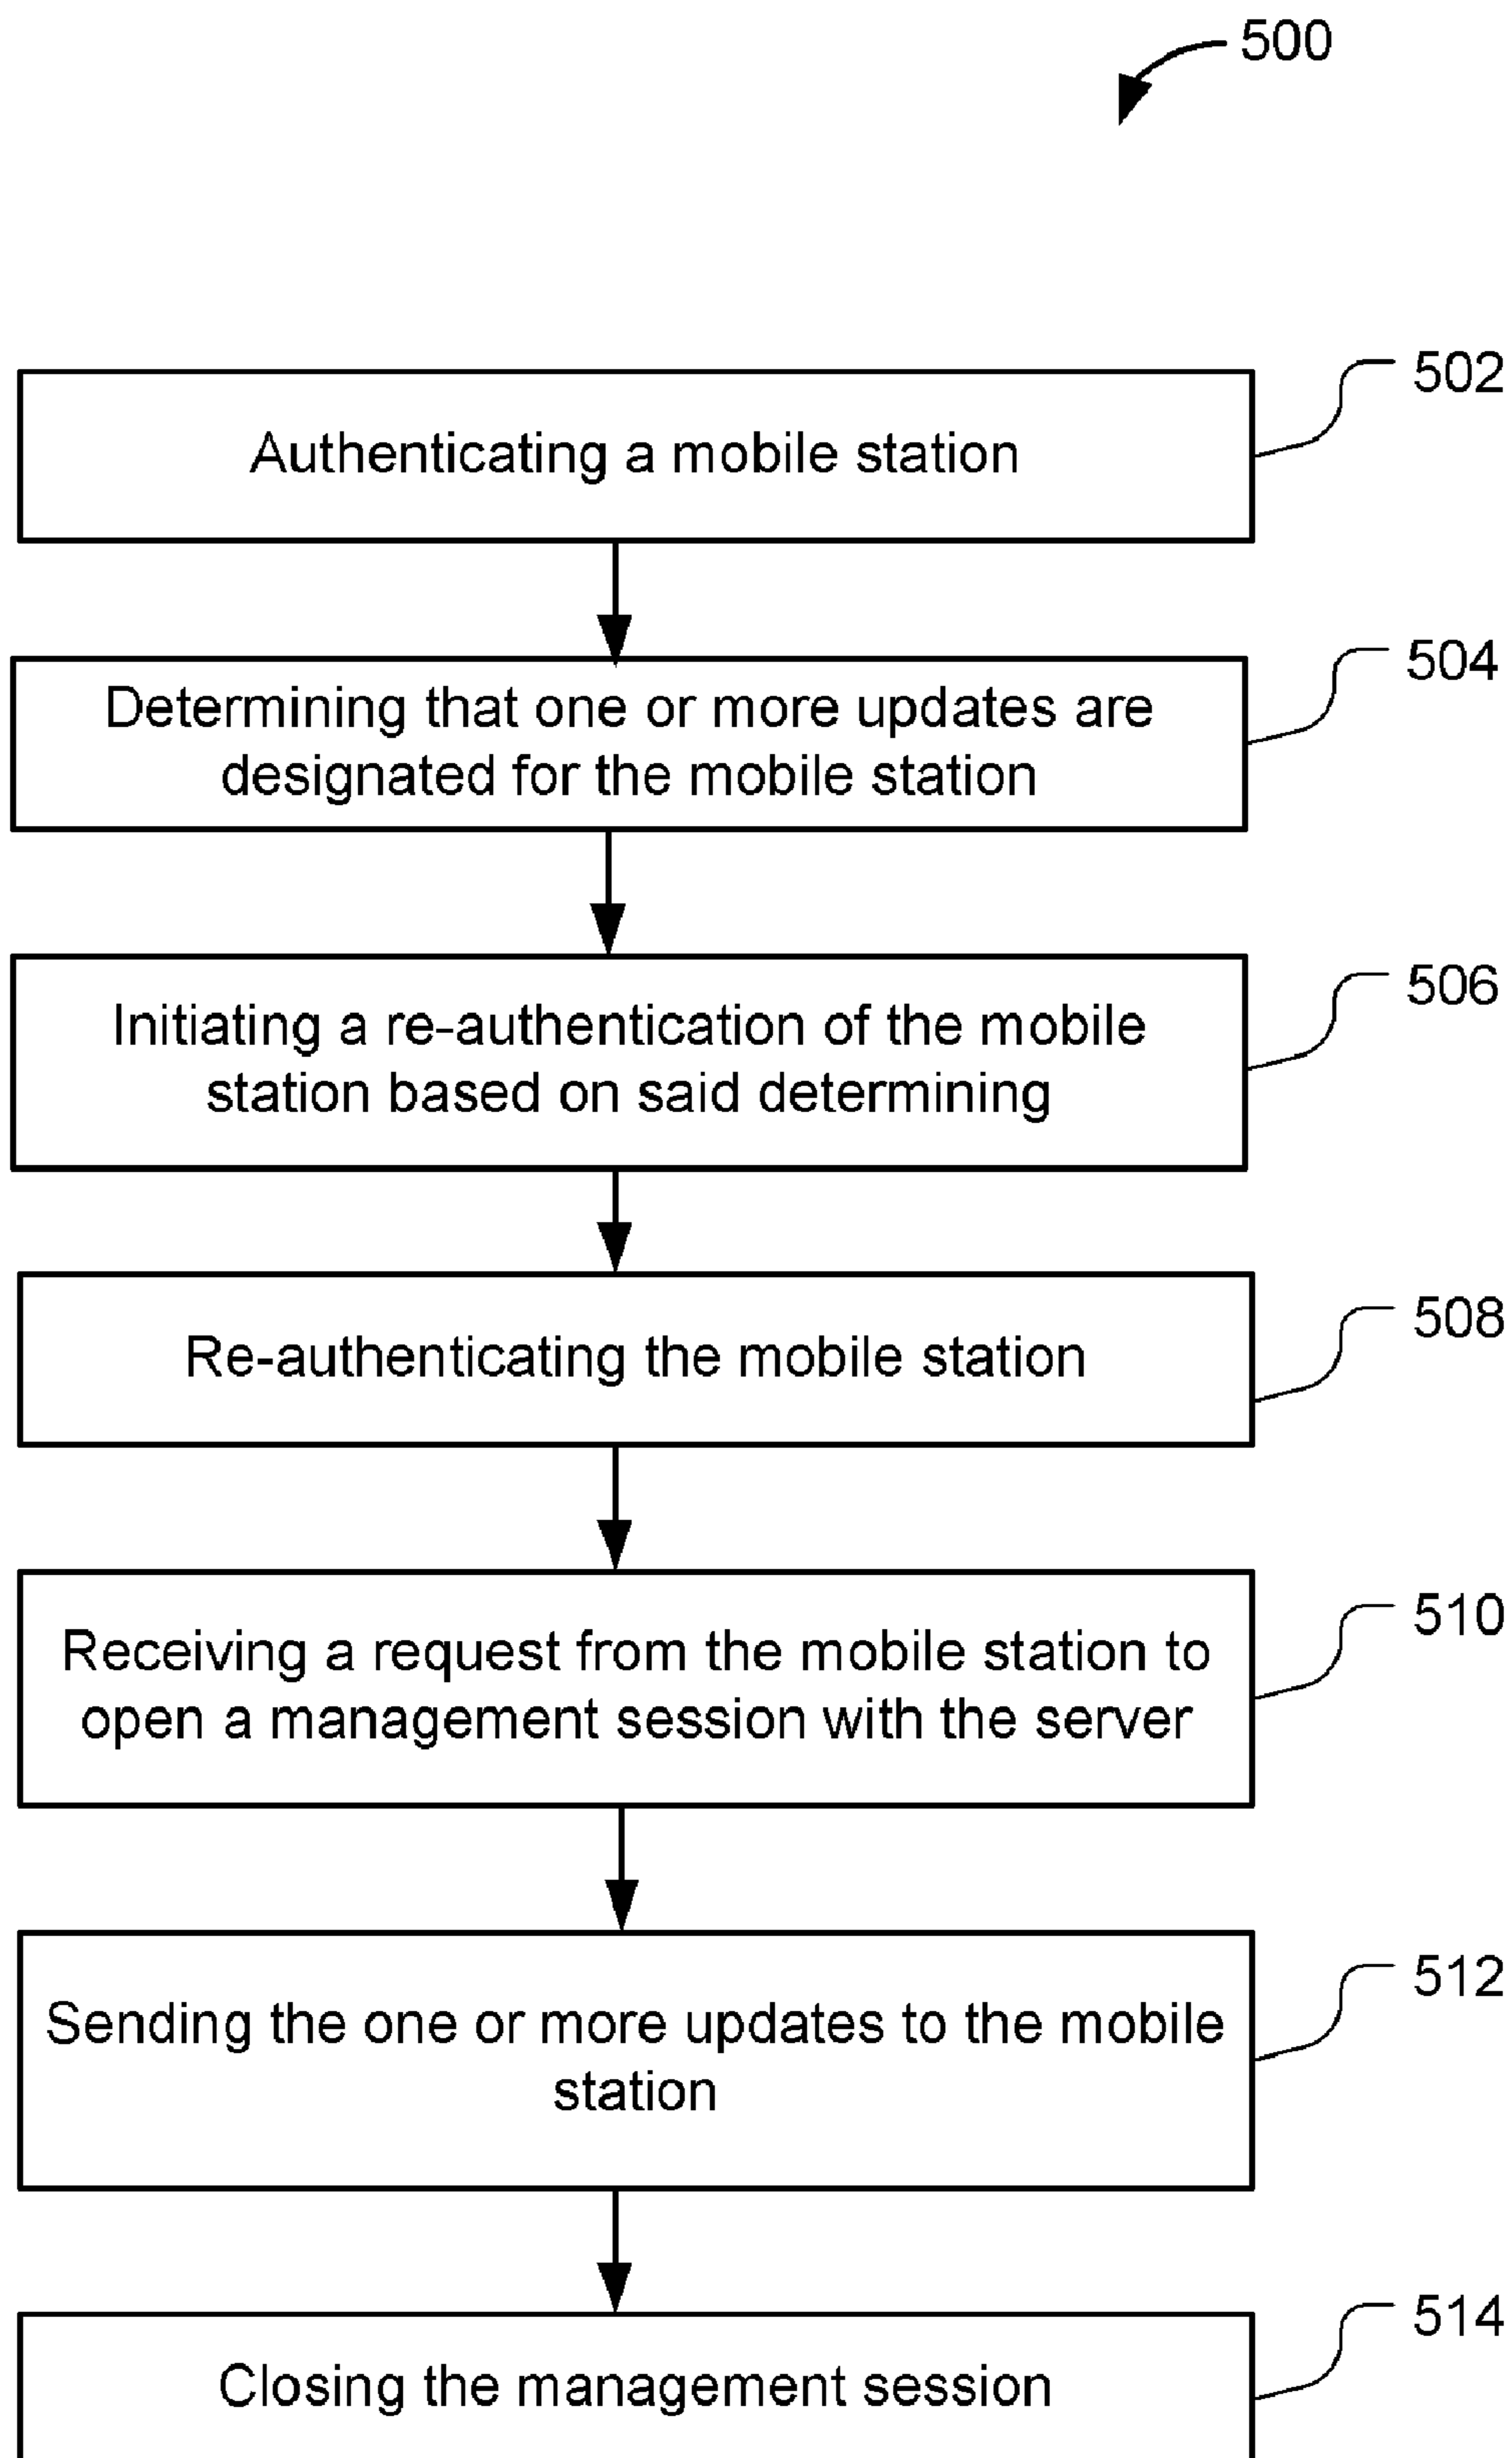 500
502
Authenticating a mobile station
504
Determining that one or more updates are
designated for the mobile station
506
Initiating a re-authentication of the mobile
station based on said determining
508
Re-authenticating the mobile station
510
Receiving a request from the mobile station to
open a management session with the server
512
Sending the one or more updates to the mobile
station
514
Closing the management session